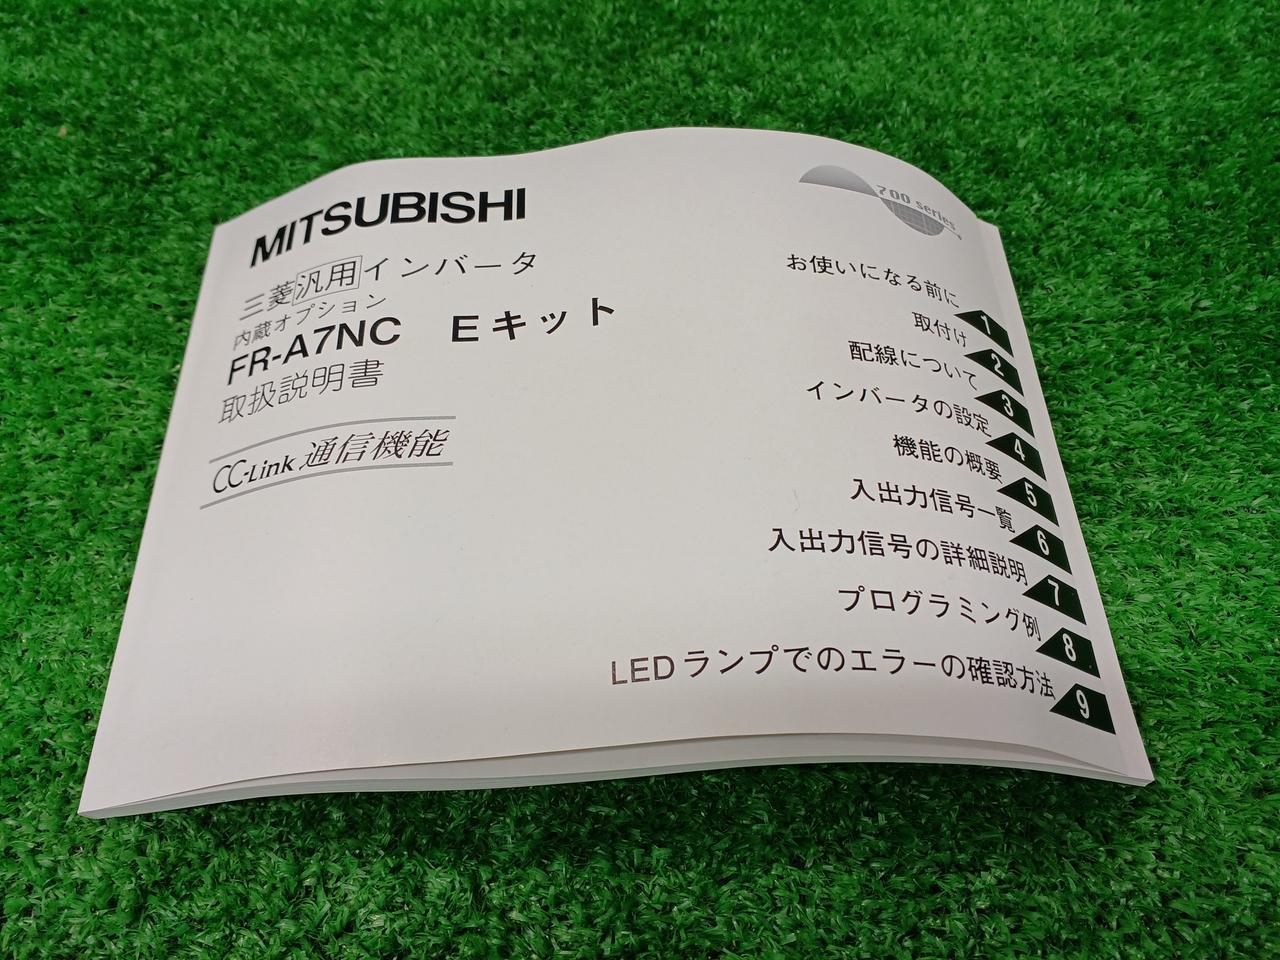 MITSUBISHI
700 series
三菱汎用インバータ
内蔵オプション
FR-A7NC Eキット
取扱説明書
CC-Link 通信機能
お使いになる前に 1
取付け 2
配線について 3
インバータの設定 4
機能の概要 5
入出力信号一覧 6
入出力信号の詳細説明 7
プログラミング例 8
LEDランプでのエラーの確認方法 9